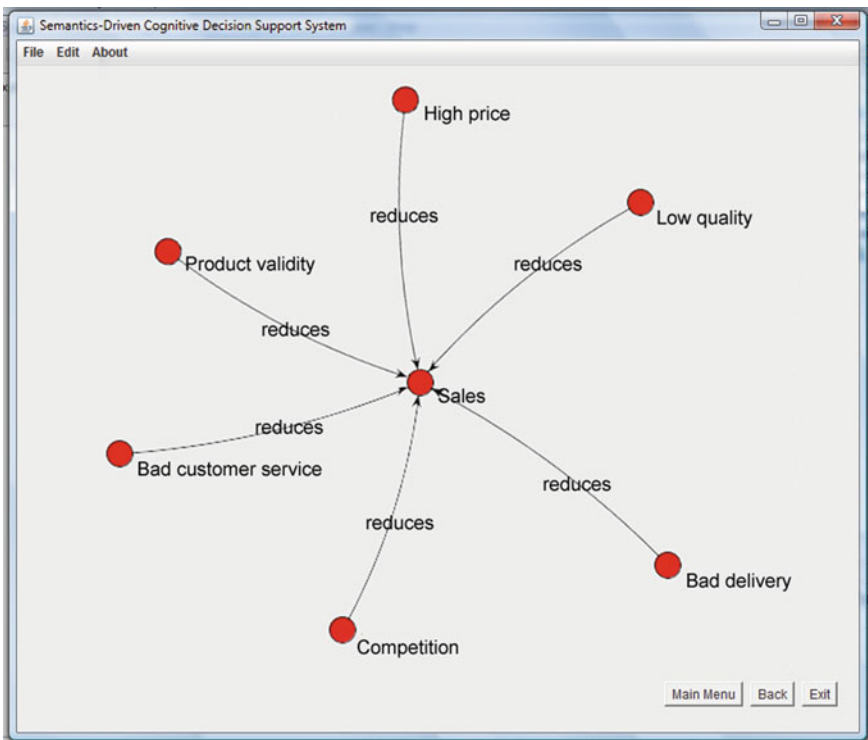 Semantics-Driven Cognitive Decision Support System
File Edit About
High price
reduces
Low quality
Product validity
reduces
reduces
Sales
reduces
Bad customer service
reduces
reduces
Bad delivery
Competition
Main Menu Back Exit